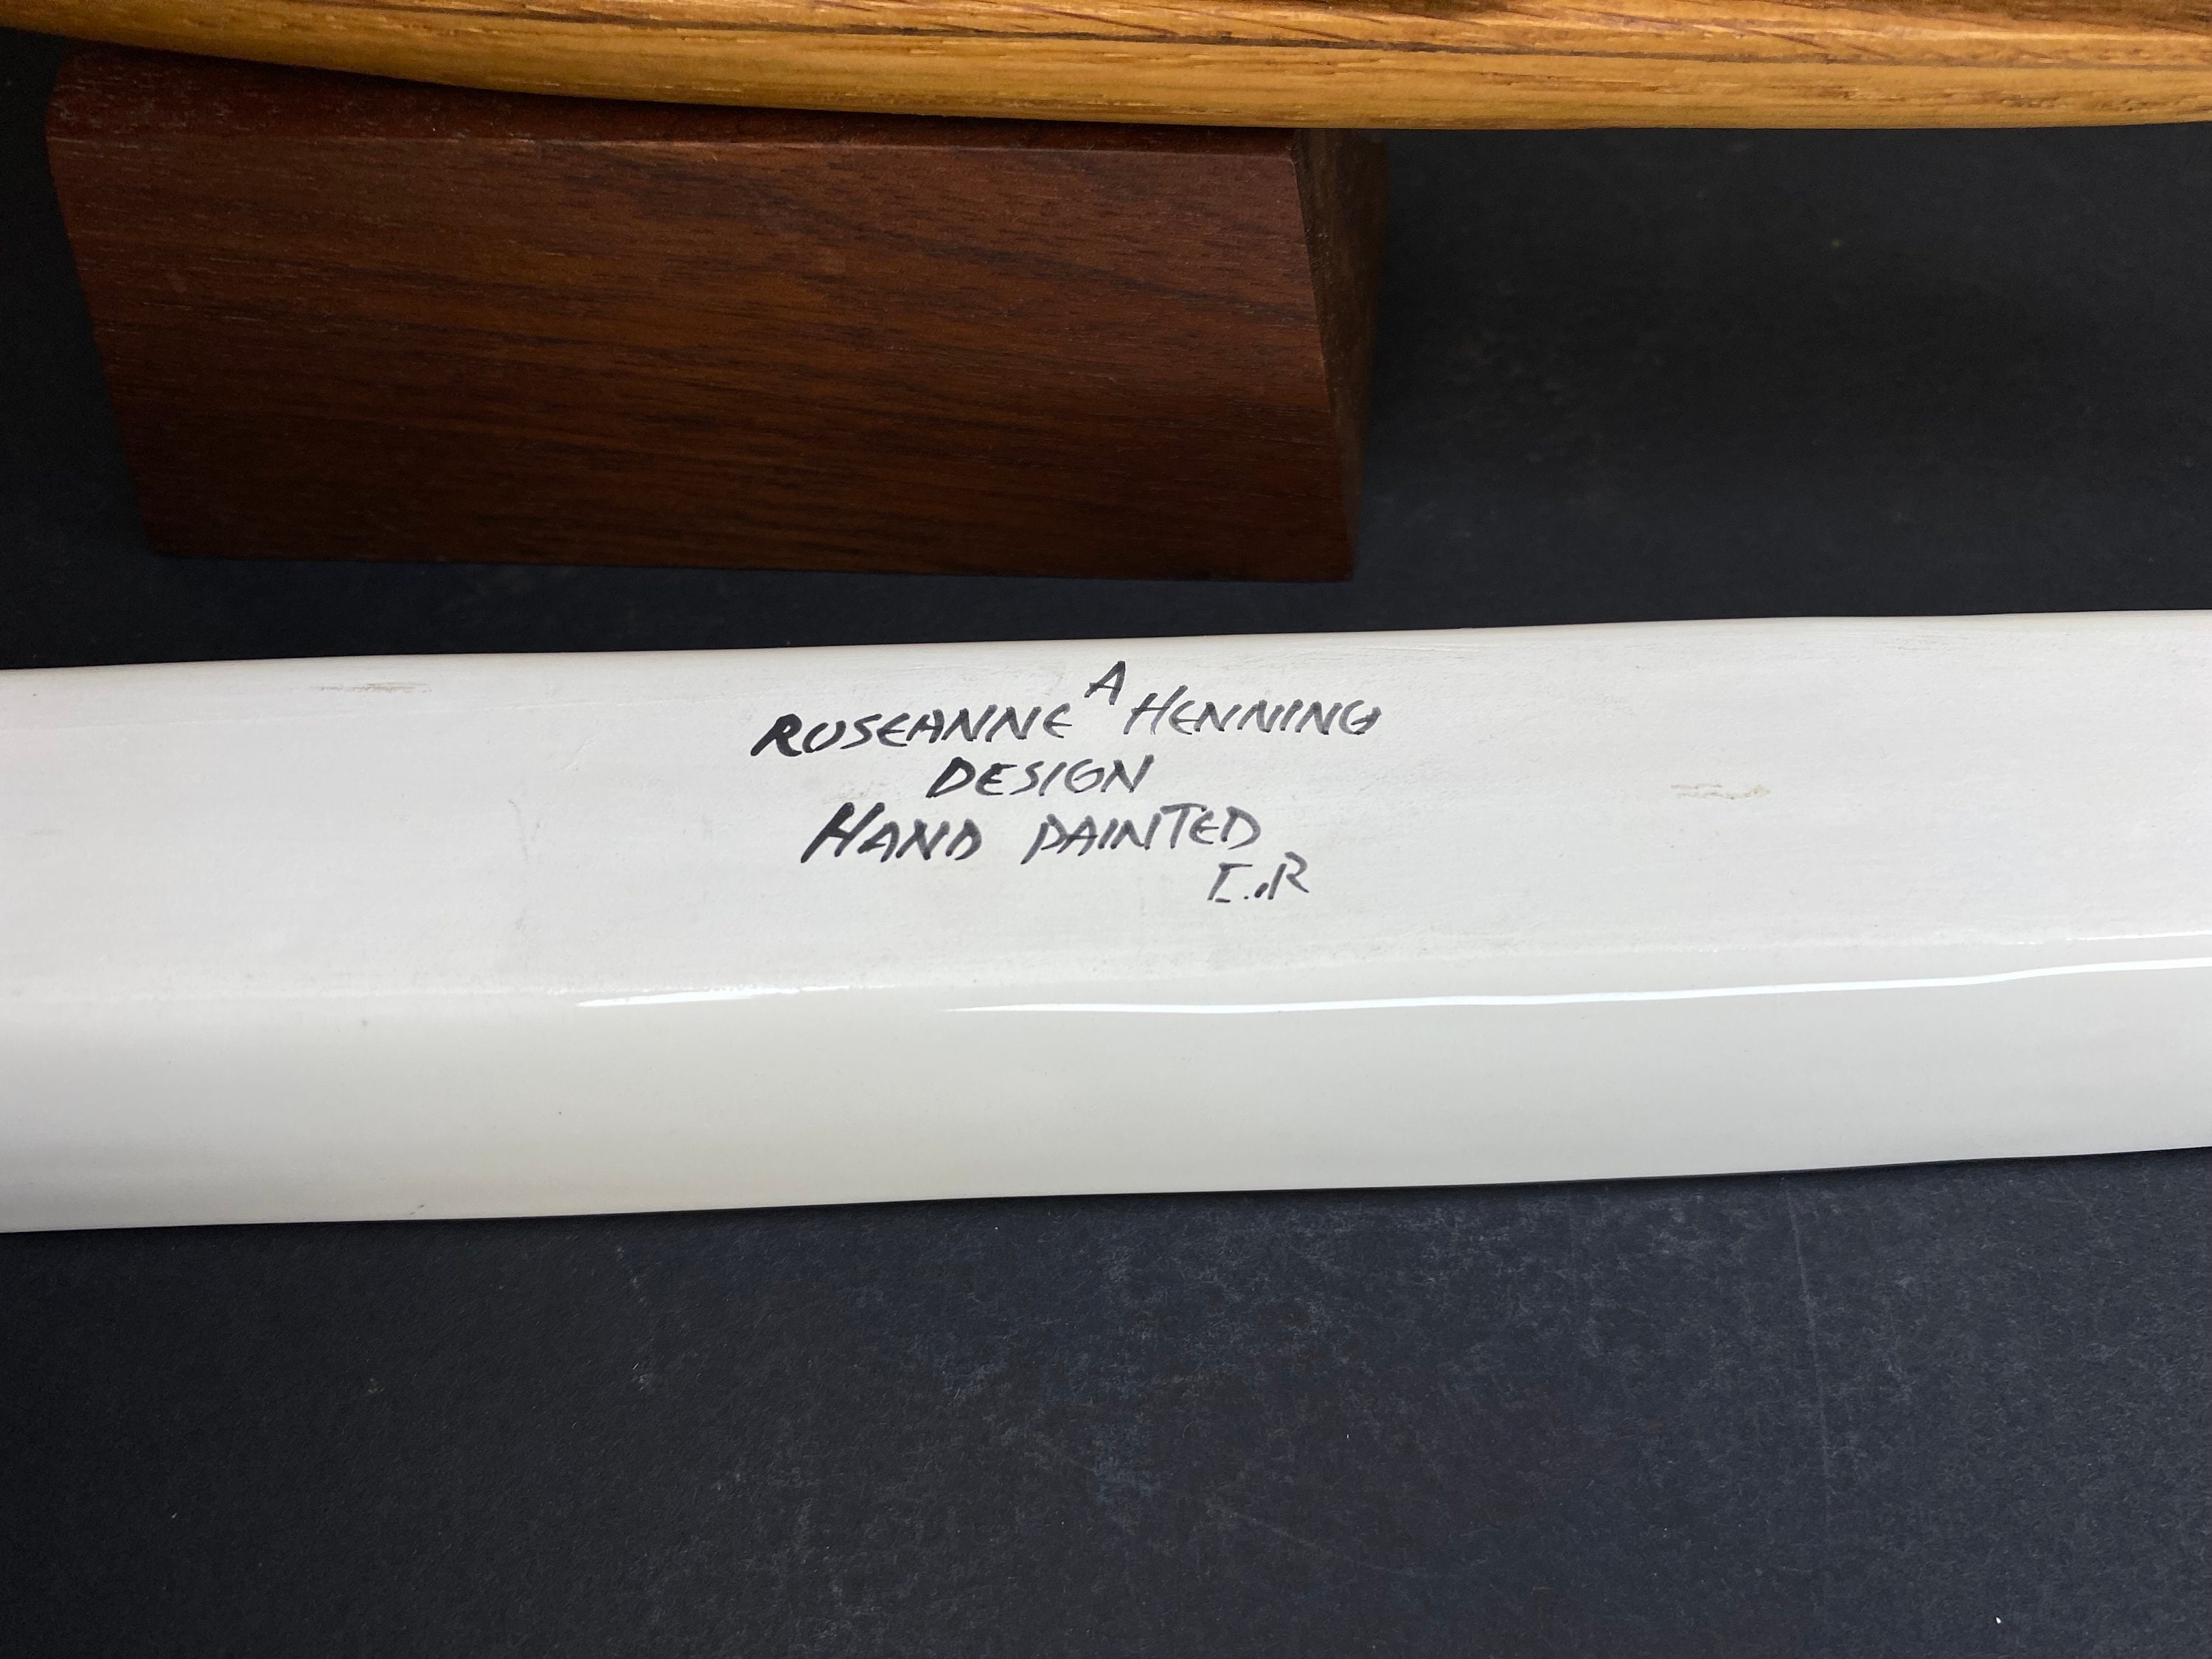 A
ROSEANNE HENNING
DESIGN
HAND PAINTED
E.R